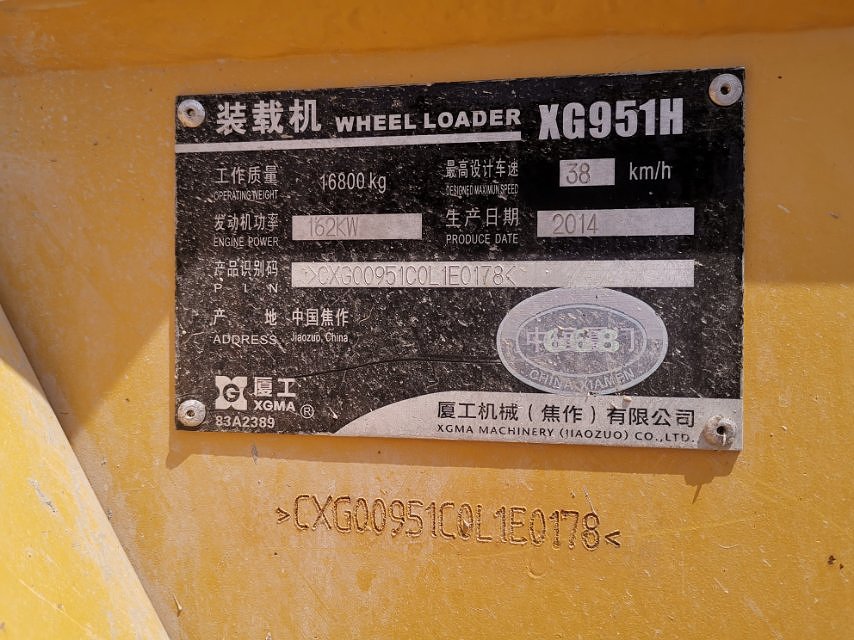 装载机 WHEEL LOADER XG951H
工作质量 16800kg 最高设计车速 38 km/h
OPERATING WEIGHT DESIGNED MAXIMUM SPEED
发动机功率 162KW 生产日期 2014
ENGINE POWER PRODUCE DATE
产品识别码 >CXG00951C0L1E0178<
P I N
产 地 中国焦作
ADDRESS Jiaozuo, China
668
CHINA XIAMEN
厦工
XGMA ®
83A2389
厦工机械（焦作）有限公司
XGMA MACHINERY (JIAOZUO) CO.,LTD.
>CXG00951C0L1E0178<